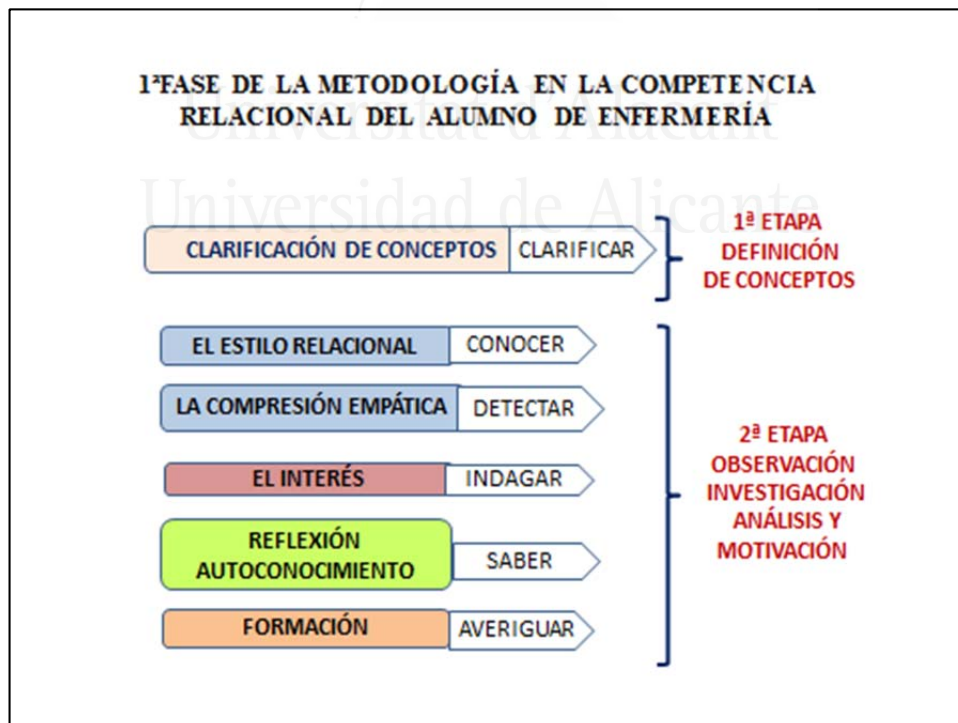 1ªFASE DE LA METODOLOGÍA EN LA COMPETENCIA
RELACIONAL DEL ALUMNO DE ENFERMERÍA
Universitat d'Alacant
Universidad de Alicante
CLARIFICACIÓN DE CONCEPTOS
CLARIFICAR
1ª ETAPA
DEFINICIÓN
DE CONCEPTOS
EL ESTILO RELACIONAL
CONOCER
LA COMPRESIÓN EMPÁTICA
DETECTAR
EL INTERÉS
INDAGAR
REFLEXIÓN
AUTOCONOCIMIENTO
SABER
FORMACIÓN
AVERIGUAR
2ª ETAPA
OBSERVACIÓN
INVESTIGACIÓN
ANÁLISIS Y
MOTIVACIÓN